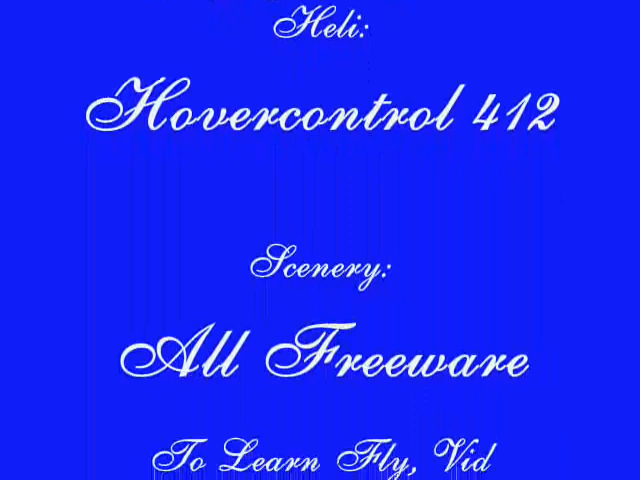 Heli:
Hovercontrol 412
Scenery:
All Freeware
To Learn Fly, Vid